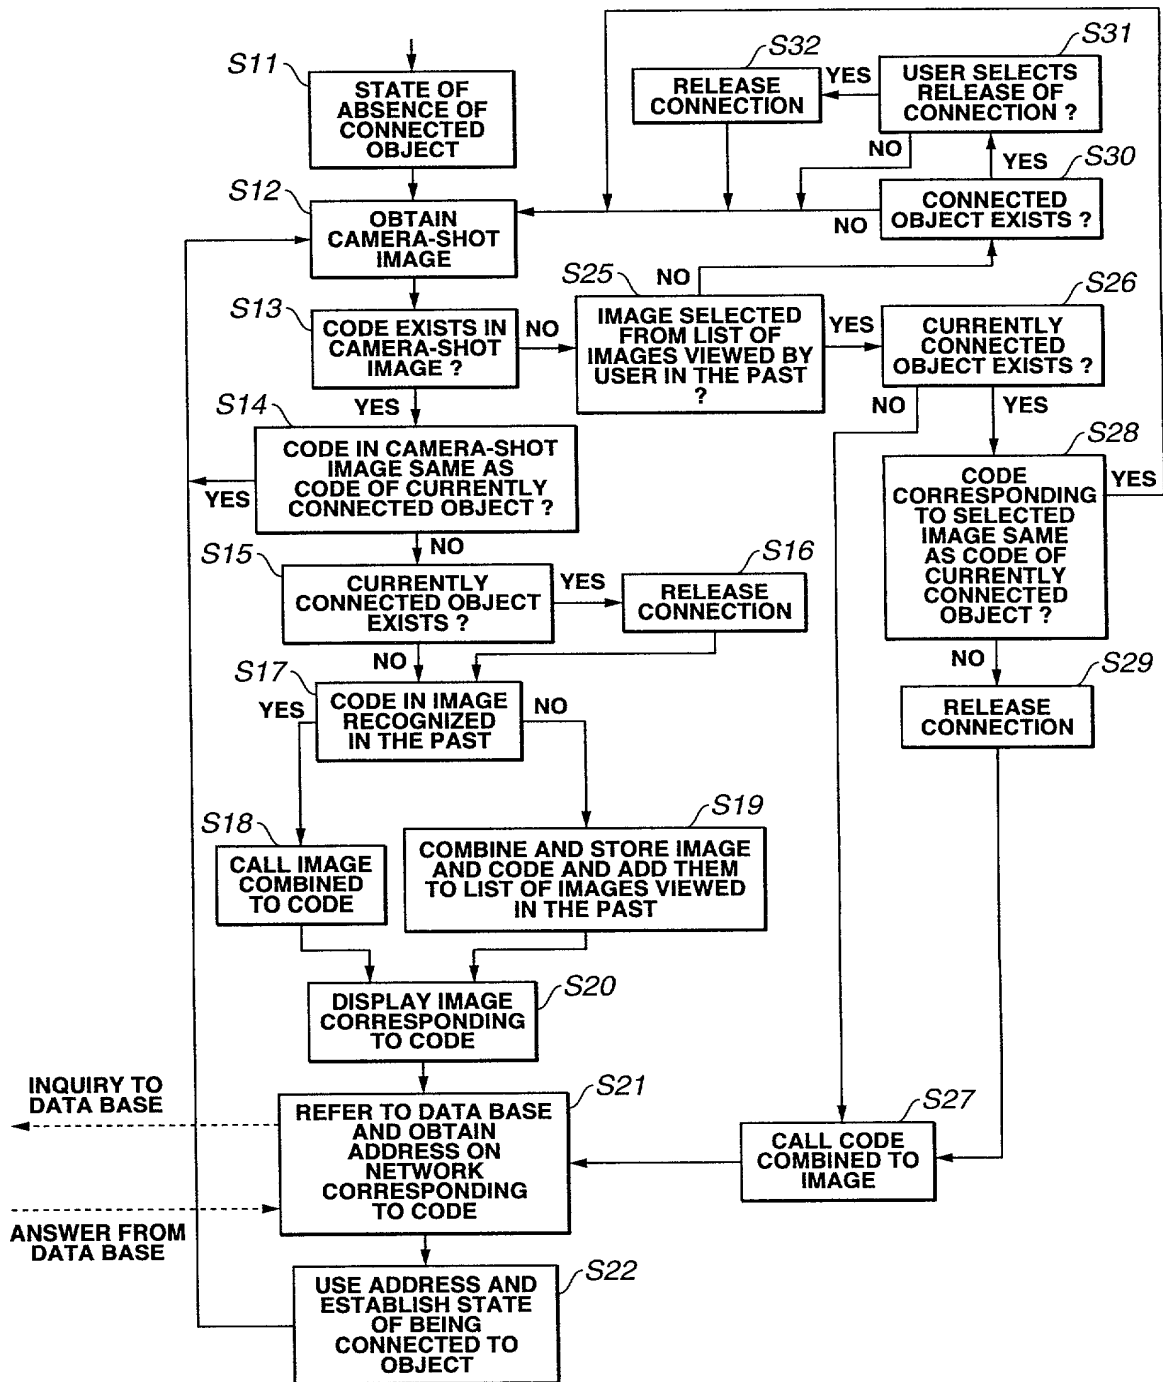 S11
STATE OF
ABSENCE OF
CONNECTED
OBJECT
S32
RELEASE
CONNECTION
YES
S31
USER SELECTS
RELEASE OF
CONNECTION ?
NO
YES
S30
CONNECTED
OBJECT EXISTS ?
NO
S12
OBTAIN
CAMERA-SHOT
IMAGE
S13
CODE EXISTS IN
CAMERA-SHOT
IMAGE ?
NO
YES
S25
NO
IMAGE SELECTED
FROM LIST OF
IMAGES VIEWED BY
USER IN THE PAST
?
YES
S26
CURRENTLY
CONNECTED
OBJECT EXISTS ?
NO
YES
S14
CODE IN CAMERA-SHOT
IMAGE SAME AS
CODE OF CURRENTLY
CONNECTED OBJECT ?
YES
NO
S28
CODE
CORRESPONDING
TO SELECTED
IMAGE SAME
AS CODE OF
CURRENTLY
CONNECTED
OBJECT ?
YES
NO
S15
CURRENTLY
CONNECTED OBJECT
EXISTS ?
YES
NO
S16
RELEASE
CONNECTION
S29
RELEASE
CONNECTION
S17
YES
CODE IN IMAGE
RECOGNIZED
IN THE PAST
NO
S18
CALL IMAGE
COMBINED
TO CODE
S19
COMBINE AND STORE IMAGE
AND CODE AND ADD THEM
TO LIST OF IMAGES VIEWED
IN THE PAST
S20
DISPLAY IMAGE
CORRESPONDING
TO CODE
INQUIRY TO
DATA BASE
S21
REFER TO DATA BASE
AND OBTAIN
ADDRESS ON
NETWORK
CORRESPONDING
TO CODE
S27
CALL CODE
COMBINED TO
IMAGE
ANSWER FROM
DATA BASE
S22
USE ADDRESS AND
ESTABLISH STATE
OF BEING
CONNECTED TO
OBJECT